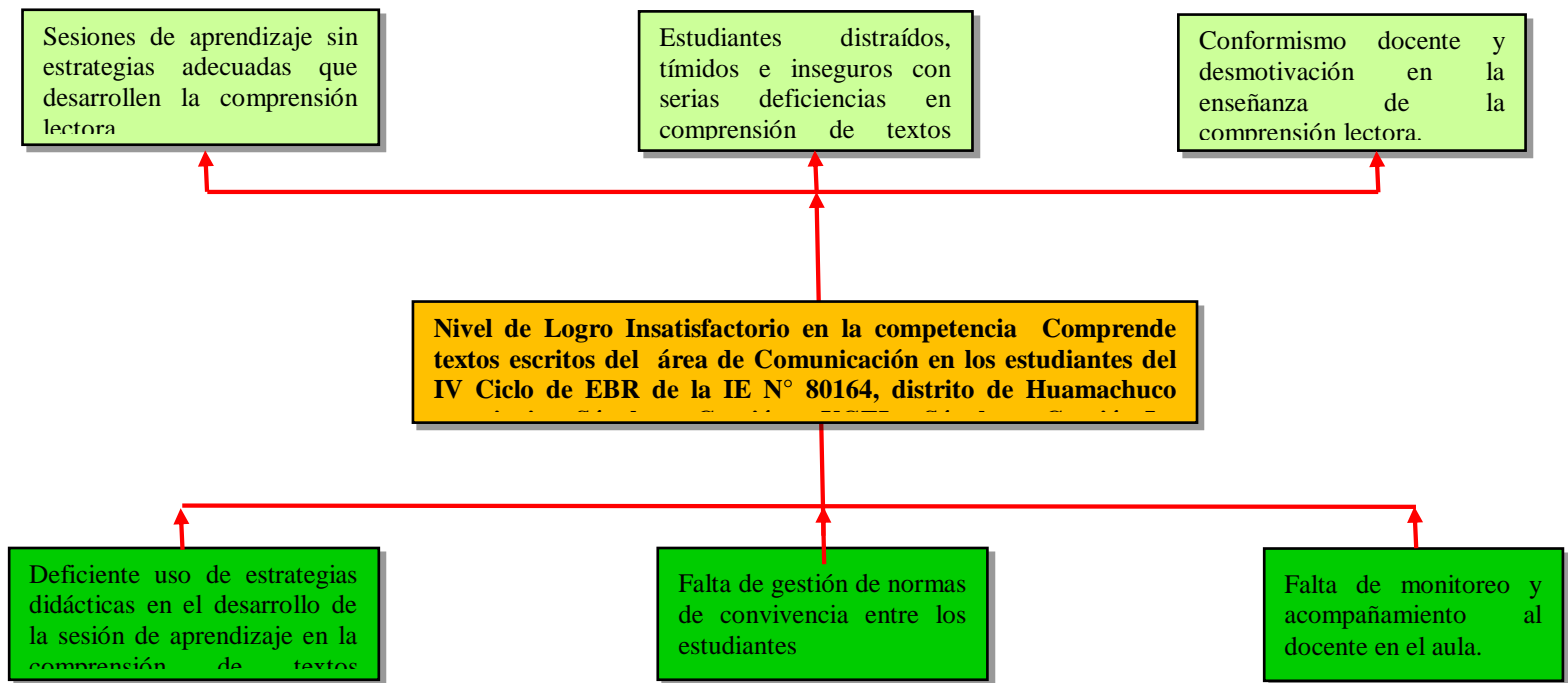 Sesiones de aprendizaje sin
estrategias adecuadas que
desarrollen la comprensión
lectora
Estudiantes distraídos,
tímidos e inseguros con
serias deficiencias en
comprensión de textos
Conformismo docente y
desmotivación en la
enseñanza de la
comprensión lectora.
Nivel de Logro Insatisfactorio en la competencia Comprende
textos escritos del área de Comunicación en los estudiantes del
IV Ciclo de EBR de la IE N° 80164, distrito de Huamachuco
Deficiente uso de estrategias
didácticas en el desarrollo de
la sesión de aprendizaje en la
comprensión de textos
Falta de gestión de normas
de convivencia entre los
estudiantes
Falta de monitoreo y
acompañamiento al
docente en el aula.